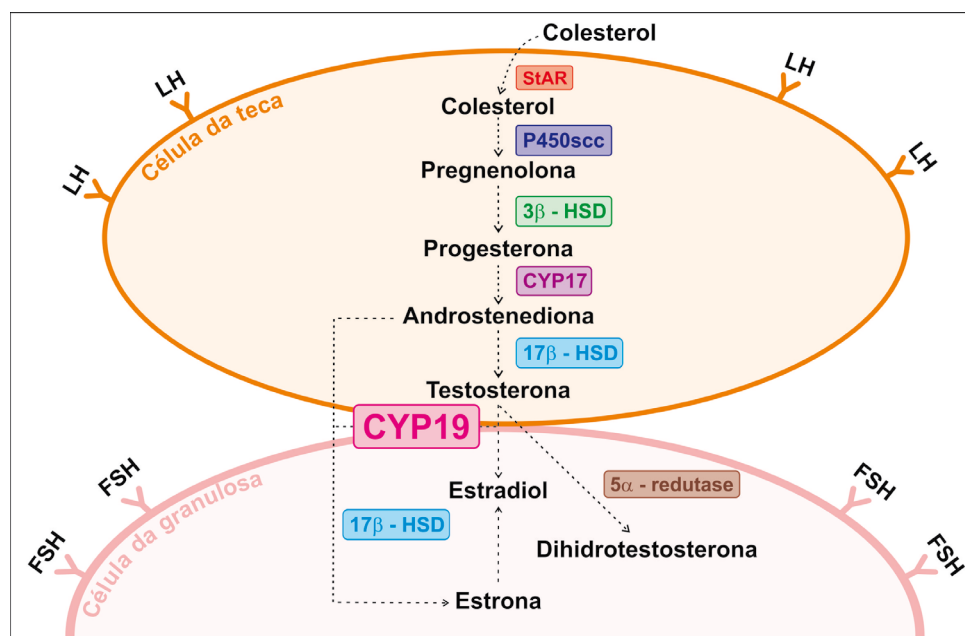 Colesterol
StAR
LH
LH
LH
LH
Célula da teca
Colesterol
P450scc
Pregnenolona
3β - HSD
Progesterona
CYP17
Androstenediona
17β - HSD
Testosterona
CYP19
FSH
FSH
FSH
FSH
Célula da granulosa
Estradiol
5α - redutase
17β - HSD
Dihidrotestosterona
Estrona